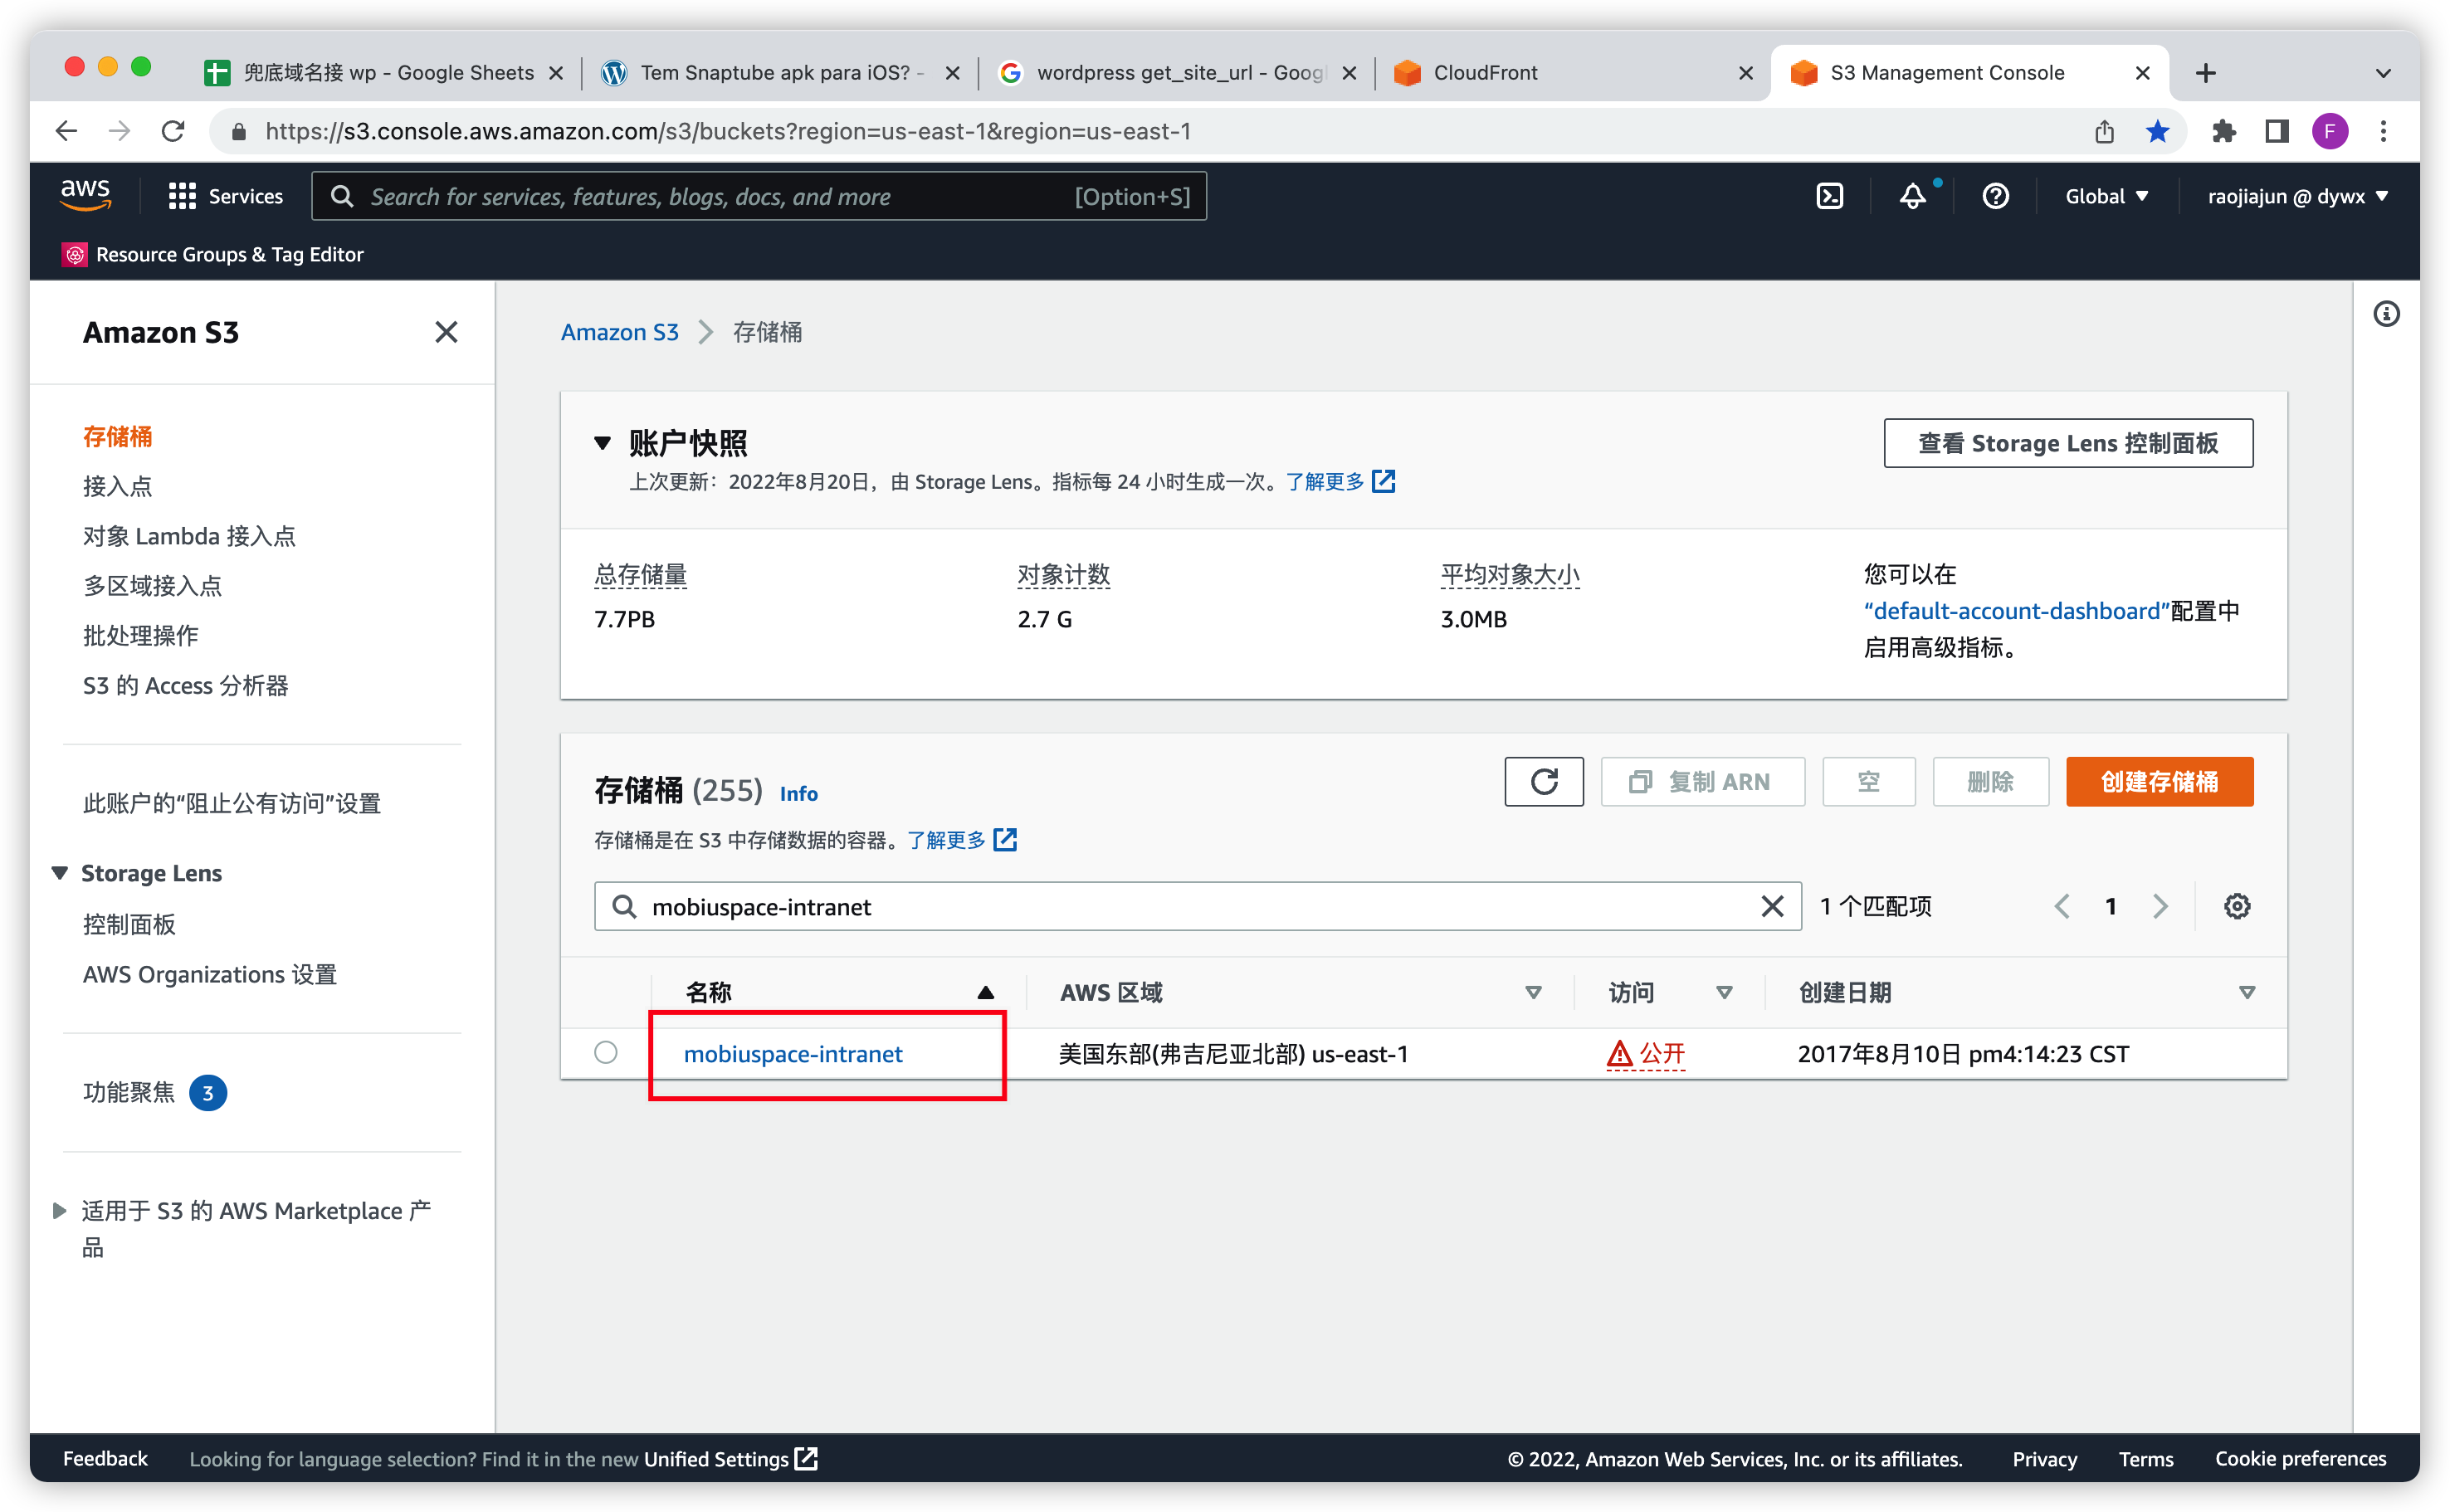 兜底域名接 wp - Google Sheets
Tem Snaptube apk para iOS? -
wordpress get_site_url - Goog
CloudFront
S3 Management Console
https://s3.console.aws.amazon.com/s3/buckets?region=us-east-1&region=us-east-1
F
aws
Services
Search for services, features, blogs, docs, and more
[Option+S]
Global
raojiajun @ dywx
Resource Groups & Tag Editor
Amazon S3
存储桶
接入点
对象 Lambda 接入点
多区域接入点
批处理操作
S3 的 Access 分析器
此账户的“阻止公有访问”设置
Storage Lens
控制面板
AWS Organizations 设置
功能聚焦 3
适用于 S3 的 AWS Marketplace 产
品
Amazon S3 存储桶
账户快照
上次更新：2022年8月20日，由 Storage Lens。指标每 24 小时生成一次。了解更多
查看 Storage Lens 控制面板
总存储量
7.7PB
对象计数
2.7 G
平均对象大小
3.0MB
您可以在
“default-account-dashboard”配置中
启用高级指标。
存储桶 (255) Info
存储桶是在 S3 中存储数据的容器。了解更多
复制 ARN
空
删除
创建存储桶
mobiuspace-intranet
1 个匹配项
1
名称
AWS 区域
访问
创建日期
mobiuspace-intranet
美国东部(弗吉尼亚北部) us-east-1
公开
2017年8月10日 pm4:14:23 CST
Feedback
Looking for language selection? Find it in the new Unified Settings
© 2022, Amazon Web Services, Inc. or its affiliates.
Privacy
Terms
Cookie preferences